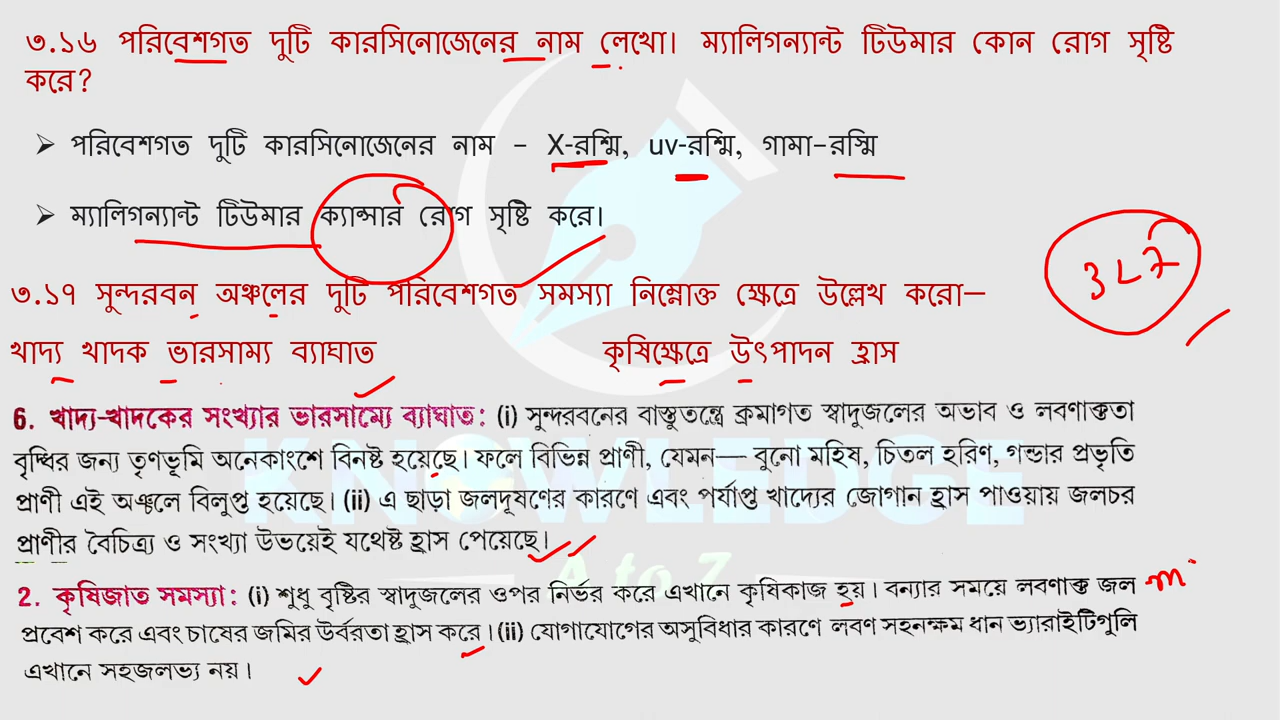 ৩.১৬ পরিবেশগত দুটি কারসিনোজেনের নাম লেখো। ম্যালিগন্যান্ট টিউমার কোন রোগ সৃষ্টি
করে?
➢ পরিবেশগত দুটি কারসিনোজেনের নাম – X-রশ্মি, uv-রশ্মি, গামা–রস্মি
➢ ম্যালিগন্যান্ট টিউমার ক্যান্সার রোগ সৃষ্টি করে।
৩.১৭ সুন্দরবন অঞ্চলের দুটি পরিবেশগত সমস্যা নিম্নোক্ত ক্ষেত্রে উল্লেখ করো—
খাদ্য খাদক ভারসাম্য ব্যাঘাত কৃষিক্ষেত্রে উৎপাদন হ্রাস
6. খাদ্য-খাদকের সংখ্যার ভারসাম্যে ব্যাঘাত: (i) সুন্দরবনের বাস্তুতন্ত্রে ক্রমাগত স্বাদুজলের অভাব ও লবণাক্ততা
বৃদ্ধির জন্য তৃণভূমি অনেকাংশে বিনষ্ট হয়েছে। ফলে বিভিন্ন প্রাণী, যেমন— বুনো মহিষ, চিতল হরিণ, গন্ডার প্রভৃতি
প্রাণী এই অঞ্চলে বিলুপ্ত হয়েছে। (ii) এ ছাড়া জলদূষণের কারণে এবং পর্যাপ্ত খাদ্যের জোগান হ্রাস পাওয়ায় জলচর
প্রাণীর বৈচিত্র্য ও সংখ্যা উভয়েই যথেষ্ট হ্রাস পেয়েছে।
2. কৃষিজাত সমস্যা: (i) শুধু বৃষ্টির স্বাদুজলের ওপর নির্ভর করে এখানে কৃষিকাজ হয়। বন্যার সময়ে লবণাক্ত জল
প্রবেশ করে এবং চাষের জমির উর্বরতা হ্রাস করে। (ii) যোগাযোগের অসুবিধার কারণে লবণ সহনক্ষম ধান ভ্যারাইটিগুলি
এখানে সহজলভ্য নয়।
KNOWLEDGE
A to Z